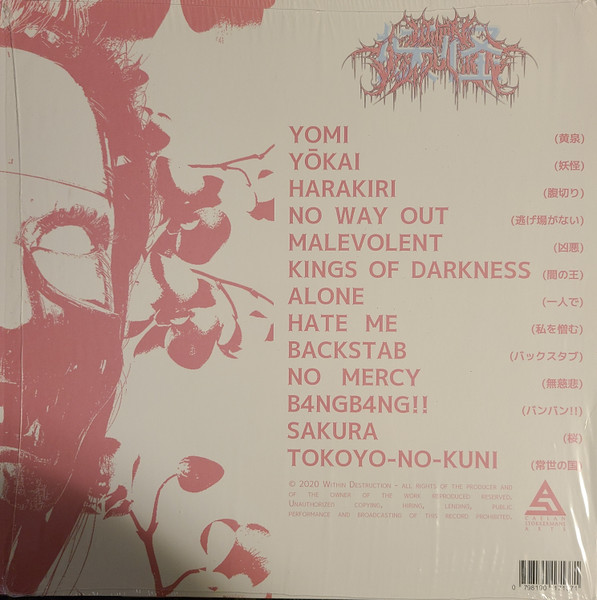 YOMI (黄泉)
YŌKAI (妖怪)
HARAKIRI (腹切り)
NO WAY OUT (逃げ場がない)
MALEVOLENT (凶悪)
KINGS OF DARKNESS (闇の王)
ALONE (一人で)
HATE ME (私を憎む)
BACKSTAB (バックスタブ)
NO MERCY (無慈悲)
B4NGB4NG!! (バンバン!!)
SAKURA (桜)
TOKOYO-NO-KUNI (常世の国)
© 2020 WITHIN DESTRUCTION – ALL RIGHTS OF THE PRODUCER AND
OF THE OWNER OF THE WORK REPRODUCED RESERVED.
UNAUTHORIZED COPYING, HIRING, LENDING, PUBLIC
PERFORMANCE AND BROADCASTING OF THIS RECORD PROHIBITED.